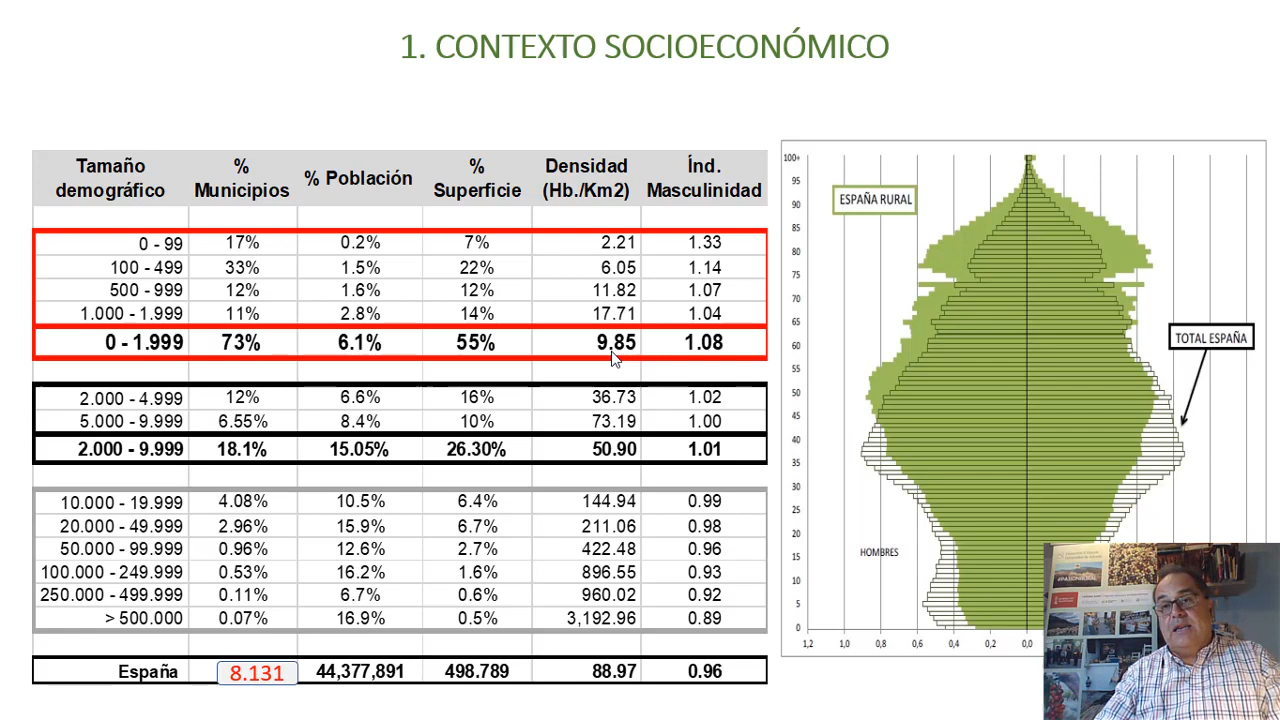 1. CONTEXTO SOCIOECONÓMICO
Tamaño demográfico % Municipios % Población % Superficie Densidad (Hb./Km2) Índ. Masculinidad
0 - 99 17% 0.2% 7% 2.21 1.33
100 - 499 33% 1.5% 22% 6.05 1.14
500 - 999 12% 1.6% 12% 11.82 1.07
1.000 - 1.999 11% 2.8% 14% 17.71 1.04
0 - 1.999 73% 6.1% 55% 9.85 1.08
2.000 - 4.999 12% 6.6% 16% 36.73 1.02
5.000 - 9.999 6.55% 8.4% 10% 73.19 1.00
2.000 - 9.999 18.1% 15.05% 26.30% 50.90 1.01
10.000 - 19.999 4.08% 10.5% 6.4% 144.94 0.99
20.000 - 49.999 2.96% 15.9% 6.7% 211.06 0.98
50.000 - 99.999 0.96% 12.6% 2.7% 422.48 0.96
100.000 - 249.999 0.53% 16.2% 1.6% 896.55 0.93
250.000 - 499.999 0.11% 6.7% 0.6% 960.02 0.92
> 500.000 0.07% 16.9% 0.5% 3,192.96 0.89
España 8.131 44,377,891 498.789 88.97 0.96
100+
95
90
85
80
75
70
65
60
55
50
45
40
35
30
25
20
15
10
5
0
ESPAÑA RURAL
TOTAL ESPAÑA
HOMBRES
1,2 1,0 0,8 0,6 0,4 0,2 0,0
#PASIONRURAL